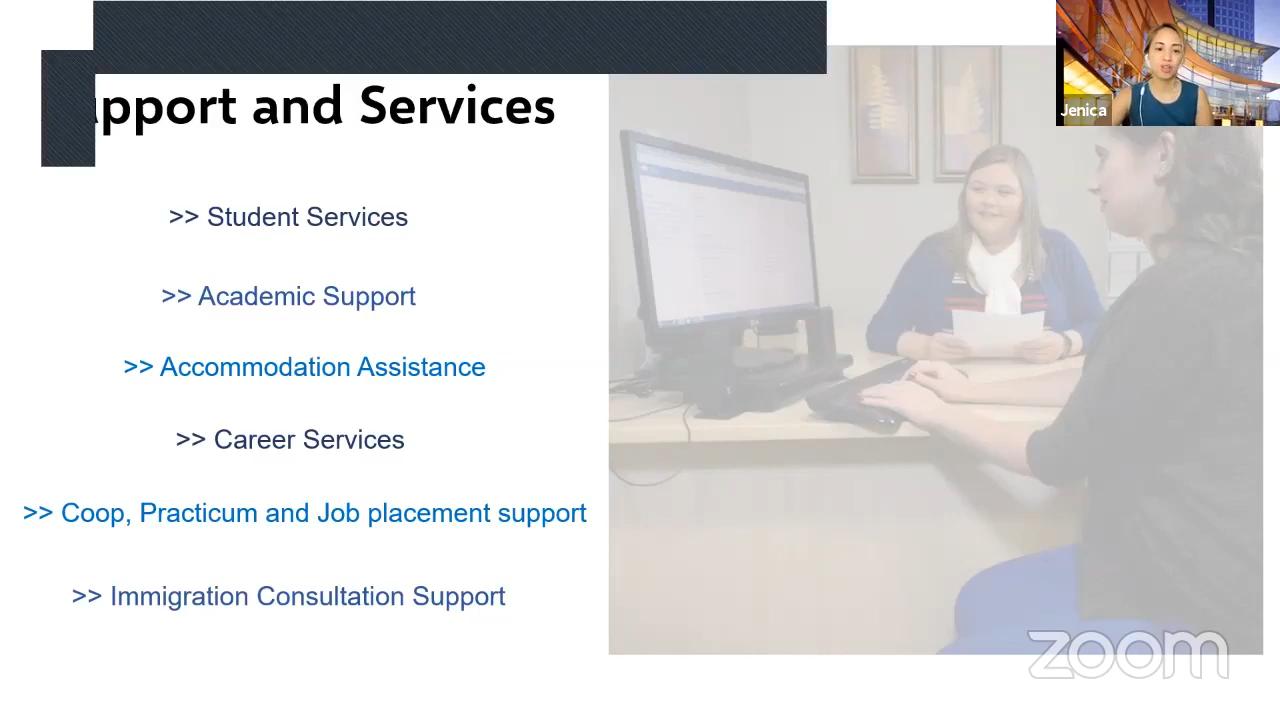 upport and Services
>> Student Services
>> Academic Support
>> Accommodation Assistance
>> Career Services
>> Coop, Practicum and Job placement support
>> Immigration Consultation Support
Jenica
zoom